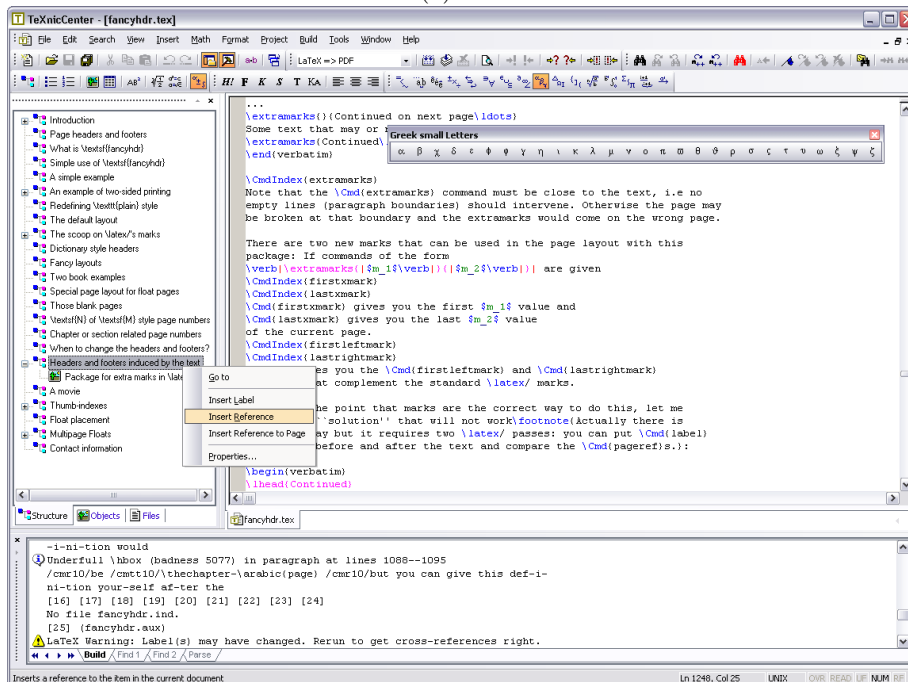 TeXnicCenter - [fancyhdr.tex]
File Edit Search View Insert Math Format Project Build Tools Window Help
LaTeX => PDF
Introduction
Page headers and footers
What is \textsf{fancyhdr}
Simple use of \textsf{fancyhdr}
A simple example
An example of two-sided printing
Redefining \texttt{plain} style
The default layout
The scoop on \latex/'s marks
Dictionary style headers
Fancy layouts
Two book examples
Special page layout for float pages
Those blank pages
\textsf{N} of \textsf{M} style page numbers
Chapter or section related page numbers
When to change the headers and footers?
Headers and footers induced by the text
Package for extra marks in \late
A movie
Thumb-indexes
Float placement
Multipage Floats
Contact information
Structure Objects Files
...
\extramarks{}{Continued on next page\ldots}
Some text that may or
\extramarks{Continued\
\end{verbatim}
Greek small Letters
α β χ δ ε ϕ φ γ η ι κ λ μ ν ο π ϖ θ ϑ ρ σ ς τ υ ω ξ ψ ζ
\CmdIndex{extramarks}
Note that the \Cmd{extramarks} command must be close to the text, i.e no
empty lines (paragraph boundaries) should intervene. Otherwise the page may
be broken at that boundary and the extramarks would come on the wrong page.
There are two new marks that can be used in the page layout with this
package: If commands of the form
\verb|\extramarks{|$m_1$\verb|}{|$m_2$\verb|}| are given
\CmdIndex{firstxmark}
\CmdIndex{lastxmark}
\Cmd{firstxmark} gives you the first $m_1$ value and
\Cmd{lastxmark} gives you the last $m_2$ value
of the current page.
\CmdIndex{firstleftmark}
\CmdIndex{lastrightmark}
es you the \Cmd{firstleftmark} and \Cmd{lastrightmark}
at complement the standard \latex/ marks.
he point that marks are the correct way to do this, let me
``solution'' that will not work\footnote{Actually there is
ay but it requires two \latex/ passes: you can put \Cmd{label}
before and after the text and compare the \Cmd{pageref}s.}:
\begin{verbatim}
\lhead{Continued}
Go to
Insert Label
Insert Reference
Insert Reference to Page
Properties...
fancyhdr.tex
-i-ni-tion would
Underfull \hbox (badness 5077) in paragraph at lines 1088--1095
/cmr10/be /cmtt10/\thechapter-\arabic{page} /cmr10/but you can give this def-i-
ni-tion your-self af-ter the
[16] [17] [18] [19] [20] [21] [22] [23] [24]
No file fancyhdr.ind.
[25] (fancyhdr.aux)
LaTeX Warning: Label(s) may have changed. Rerun to get cross-references right.
Build Find 1 Find 2 Parse
Inserts a reference to the item in the current document
Ln 1248, Col 25 UNIX OVR READ LF NUM RF